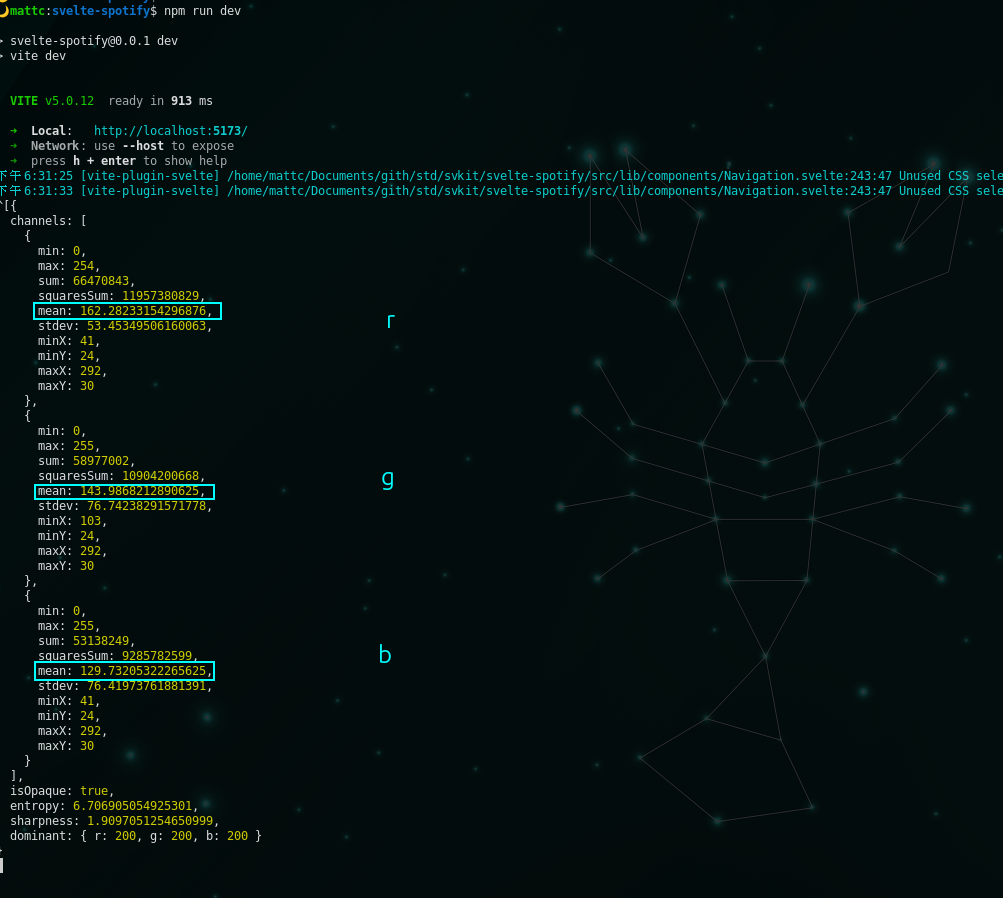 mattc:svelte-spotify$ npm run dev
> svelte-spotify@0.0.1 dev
> vite dev
VITE v5.0.12 ready in 913 ms
➜ Local: http://localhost:5173/
➜ Network: use --host to expose
➜ press h + enter to show help
下午6:31:25 [vite-plugin-svelte] /home/mattc/Documents/gith/std/svkit/svelte-spotify/src/lib/components/Navigation.svelte:243:47 Unused CSS sele
下午6:31:33 [vite-plugin-svelte] /home/mattc/Documents/gith/std/svkit/svelte-spotify/src/lib/components/Navigation.svelte:243:47 Unused CSS sele
^[{
channels: [
{
min: 0,
max: 254,
sum: 66470843,
squaresSum: 11957380829,
mean: 162.28233154296876,
r
stdev: 53.45349506160063,
minX: 41,
minY: 24,
maxX: 292,
maxY: 30
},
{
min: 0,
max: 255,
sum: 58977002,
squaresSum: 10904200668,
mean: 143.9868212890625,
g
stdev: 76.74238291571778,
minX: 103,
minY: 24,
maxX: 292,
maxY: 30
},
{
min: 0,
max: 255,
sum: 53138249,
squaresSum: 9285782599,
b
mean: 129.73205322265625,
stdev: 76.41973761881391,
minX: 41,
minY: 24,
maxX: 292,
maxY: 30
}
],
isOpaque: true,
entropy: 6.706905054925301,
sharpness: 1.9097051254650999,
dominant: { r: 200, g: 200, b: 200 }
}